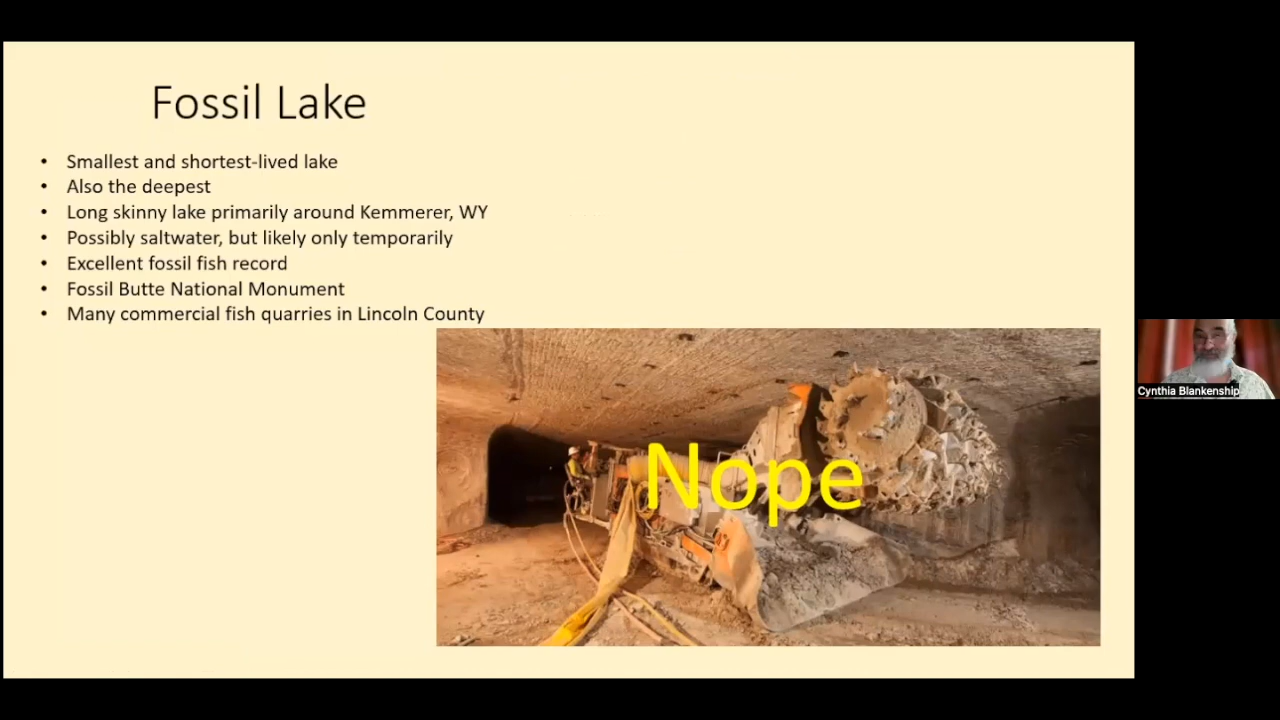 Fossil Lake
• Smallest and shortest-lived lake
• Also the deepest
• Long skinny lake primarily around Kemmerer, WY
• Possibly saltwater, but likely only temporarily
• Excellent fossil fish record
• Fossil Butte National Monument
• Many commercial fish quarries in Lincoln County
Nope
Cynthia Blankenship